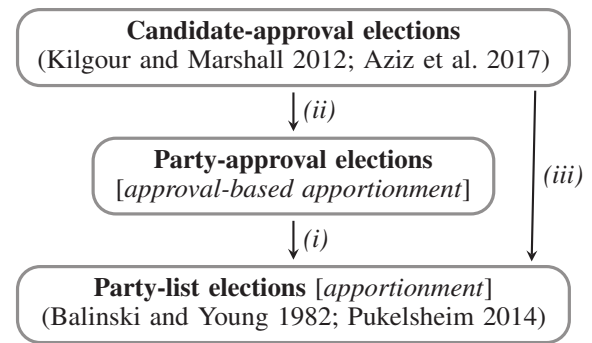 Candidate-approval elections
(Kilgour and Marshall 2012; Aziz et al. 2017)
(ii)
Party-approval elections
[approval-based apportionment]
(iii)
(i)
Party-list elections [apportionment]
(Balinski and Young 1982; Pukelsheim 2014)